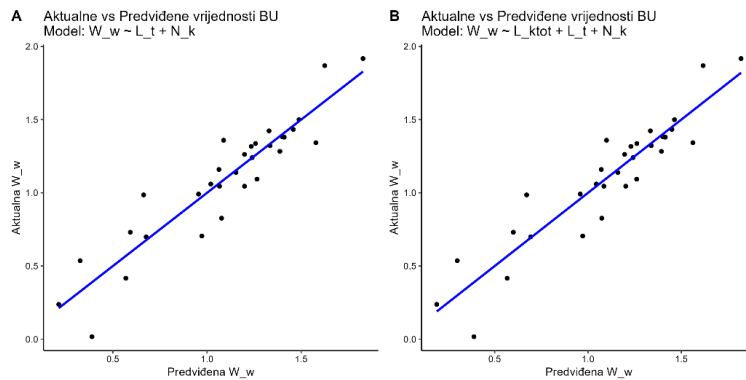 A
Aktualne vs Predviđene vrijednosti BU
Model: W_w ~ L_t + N_k
2.0
1.5
1.0
0.5
0.0
Aktualna W_w
0.5
1.0
1.5
Predviđena W_w
B
Aktualne vs Predviđene vrijednosti BU
Model: W_w ~ L_ktot + L_t + N_k
2.0
1.5
1.0
0.5
0.0
Aktualna W_w
0.5
1.0
1.5
Predviđena W_w